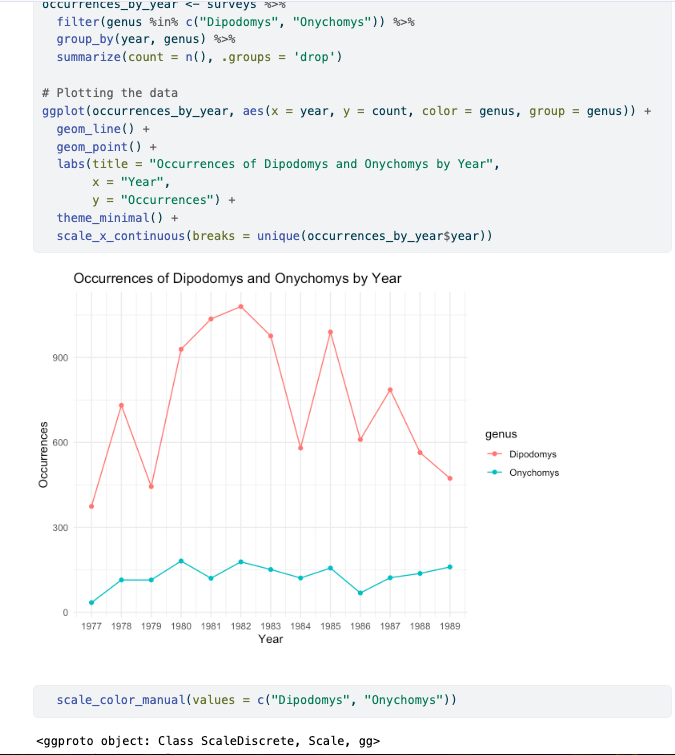 occurrences_by_year <- surveys %>%
  filter(genus %in% c("Dipodomys", "Onychomys")) %>%
  group_by(year, genus) %>%
  summarize(count = n(), .groups = 'drop')

# Plotting the data
ggplot(occurrences_by_year, aes(x = year, y = count, color = genus, group = genus)) +
  geom_line() +
  geom_point() +
  labs(title = "Occurrences of Dipodomys and Onychomys by Year",
       x = "Year",
       y = "Occurrences") +
  theme_minimal() +
  scale_x_continuous(breaks = unique(occurrences_by_year$year))
Occurrences of Dipodomys and Onychomys by Year
Occurrences
900
600
300
0
1977 1978 1979 1980 1981 1982 1983 1984 1985 1986 1987 1988 1989
Year
genus
Dipodomys
Onychomys
  scale_color_manual(values = c("Dipodomys", "Onychomys"))
<ggproto object: Class ScaleDiscrete, Scale, gg>